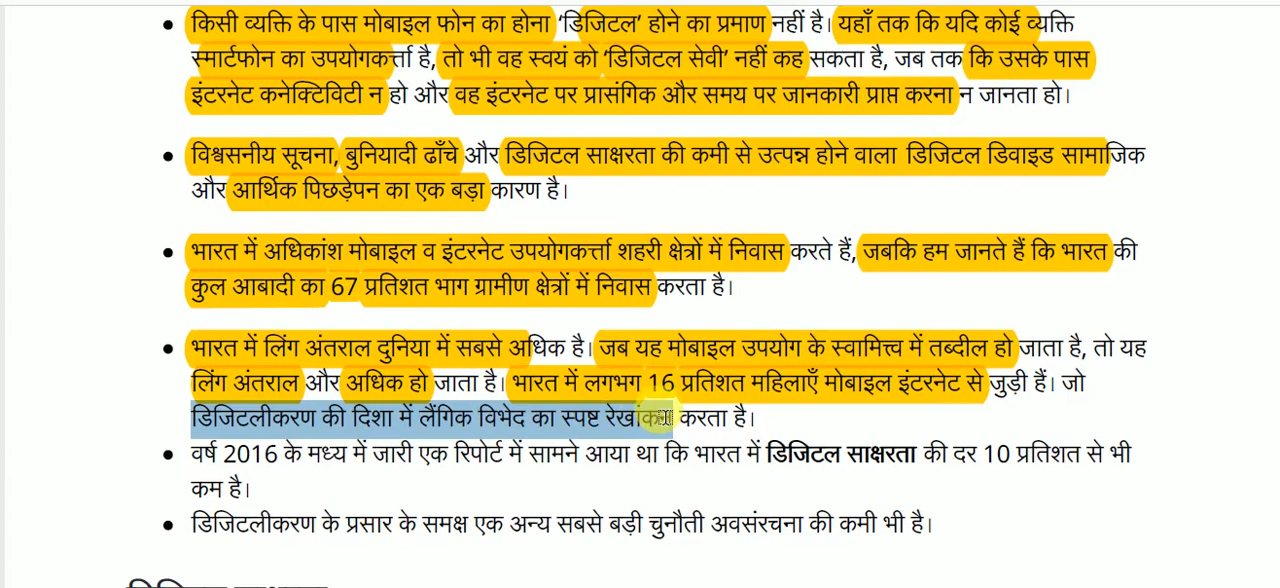 किसी व्यक्ति के पास मोबाइल फोन का होना 'डिजिटल' होने का प्रमाण नहीं है। यहाँ तक कि यदि कोई व्यक्ति
स्मार्टफोन का उपयोगकर्त्ता है, तो भी वह स्वयं को 'डिजिटल सेवी' नहीं कह सकता है, जब तक कि उसके पास
इंटरनेट कनेक्टिविटी न हो और वह इंटरनेट पर प्रासंगिक और समय पर जानकारी प्राप्त करना न जानता हो।
विश्वसनीय सूचना, बुनियादी ढाँचे और डिजिटल साक्षरता की कमी से उत्पन्न होने वाला डिजिटल डिवाइड सामाजिक
और आर्थिक पिछड़ेपन का एक बड़ा कारण है।
भारत में अधिकांश मोबाइल व इंटरनेट उपयोगकर्त्ता शहरी क्षेत्रों में निवास करते हैं, जबकि हम जानते हैं कि भारत की
कुल आबादी का 67 प्रतिशत भाग ग्रामीण क्षेत्रों में निवास करता है।
भारत में लिंग अंतराल दुनिया में सबसे अधिक है। जब यह मोबाइल उपयोग के स्वामित्त्व में तब्दील हो जाता है, तो यह
लिंग अंतराल और अधिक हो जाता है। भारत में लगभग 16 प्रतिशत महिलाएँ मोबाइल इंटरनेट से जुड़ी हैं। जो
डिजिटलीकरण की दिशा में लैंगिक विभेद का स्पष्ट रेखांकन करता है।
वर्ष 2016 के मध्य में जारी एक रिपोर्ट में सामने आया था कि भारत में डिजिटल साक्षरता की दर 10 प्रतिशत से भी
कम है।
डिजिटलीकरण के प्रसार के समक्ष एक अन्य सबसे बड़ी चुनौती अवसंरचना की कमी भी है।